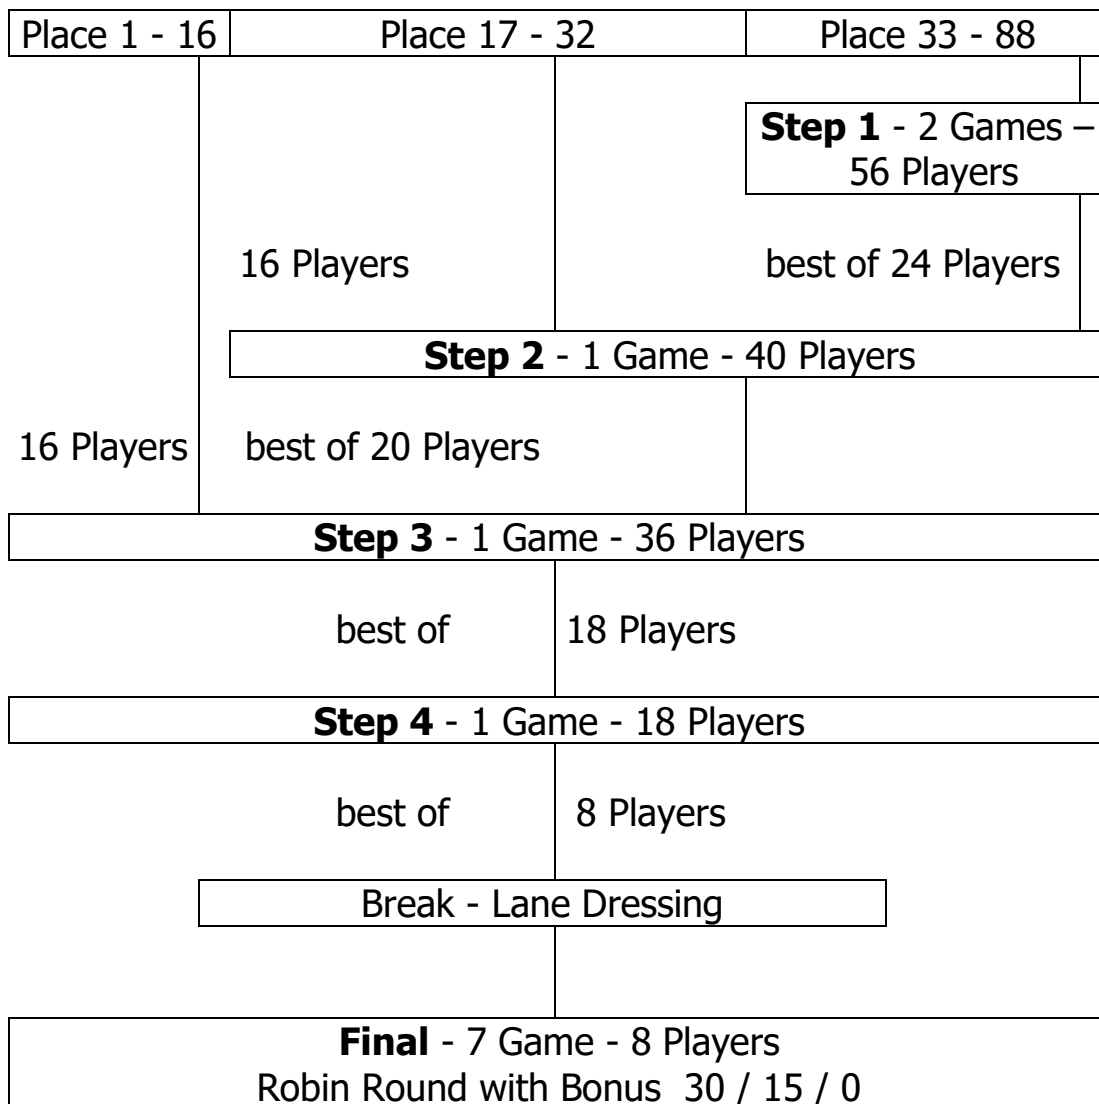 Place 1 - 16 Place 17 - 32 Place 33 - 88
Step 1 - 2 Games –
56 Players
16 Players best of 24 Players
Step 2 - 1 Game - 40 Players
16 Players best of 20 Players
Step 3 - 1 Game - 36 Players
best of 18 Players
Step 4 - 1 Game - 18 Players
best of 8 Players
Break - Lane Dressing
Final - 7 Game - 8 Players
Robin Round with Bonus 30 / 15 / 0